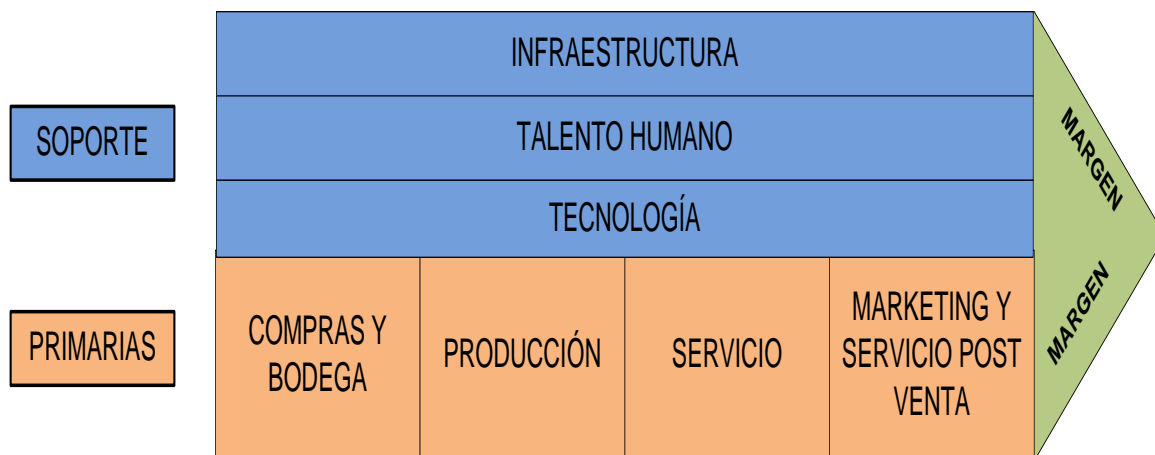 INFRAESTRUCTURA
SOPORTE
TALENTO HUMANO
TECNOLOGÍA
MARGEN
PRIMARIAS
COMPRAS Y
BODEGA
PRODUCCIÓN
SERVICIO
MARKETING Y
SERVICIO POST
VENTA
MARGEN